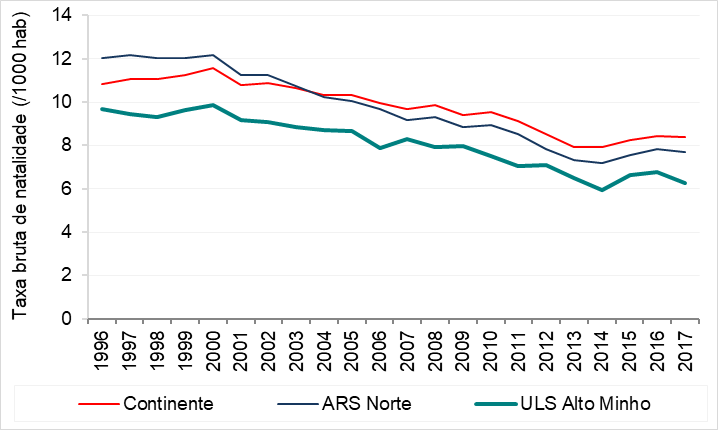 Taxa bruta de natalidade (/1000 hab)
14
12
10
8
6
4
2
0
1996 1997 1998 1999 2000 2001 2002 2003 2004 2005 2006 2007 2008 2009 2010 2011 2012 2013 2014 2015 2016 2017
Continente ARS Norte ULS Alto Minho